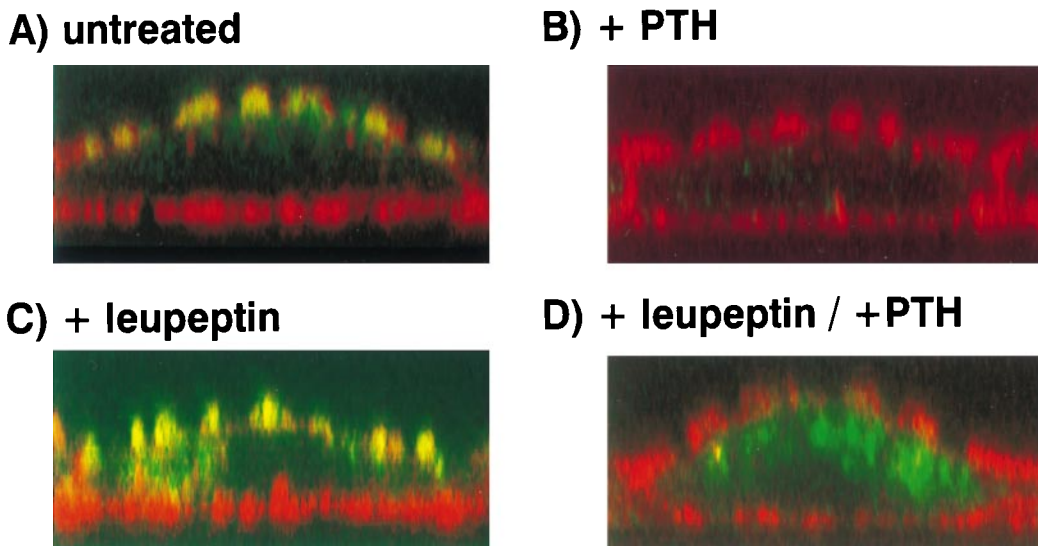 A) untreated
B) + PTH
C) + leupeptin
D) + leupeptin / +PTH